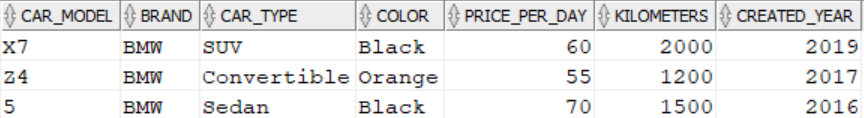 CAR_MODEL BRAND CAR_TYPE COLOR PRICE_PER_DAY KILOMETERS CREATED_YEAR
X7 BMW SUV Black 60 2000 2019
Z4 BMW Convertible Orange 55 1200 2017
5 BMW Sedan Black 70 1500 2016